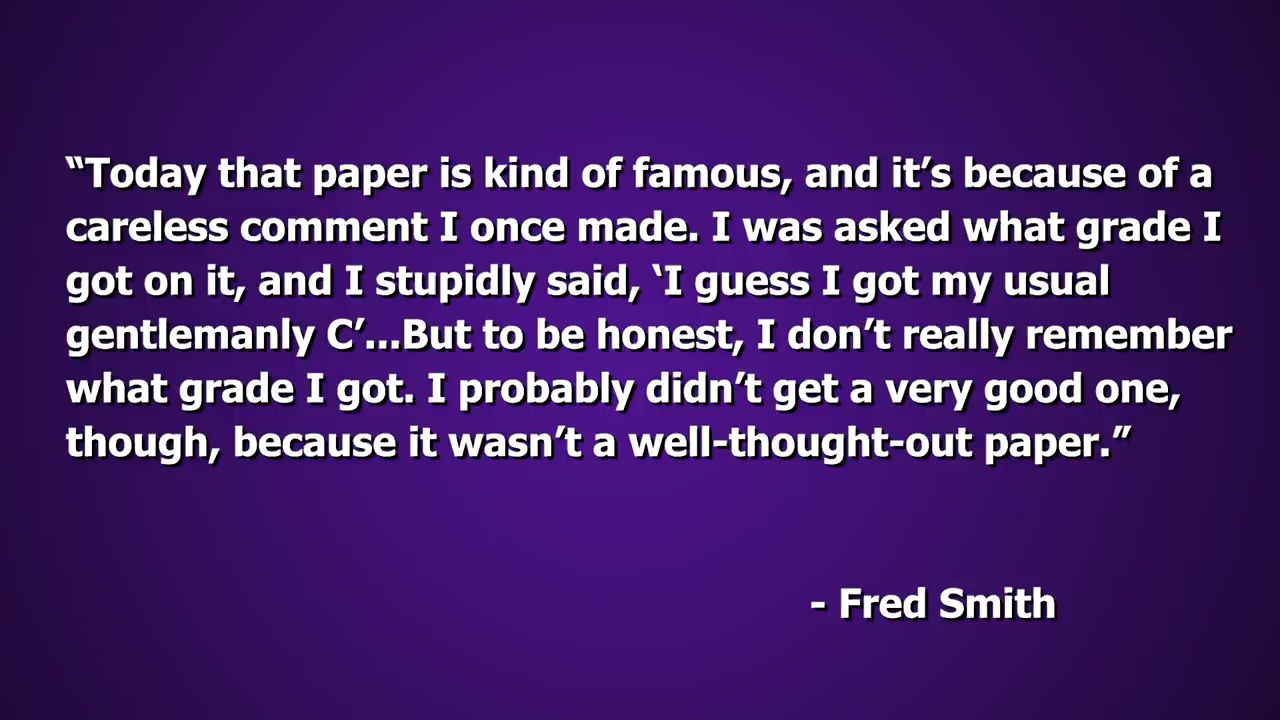 “Today that paper is kind of famous, and it’s because of a
careless comment I once made. I was asked what grade I
got on it, and I stupidly said, ‘I guess I got my usual
gentlemanly C’...But to be honest, I don’t really remember
what grade I got. I probably didn’t get a very good one,
though, because it wasn’t a well-thought-out paper.”
- Fred Smith